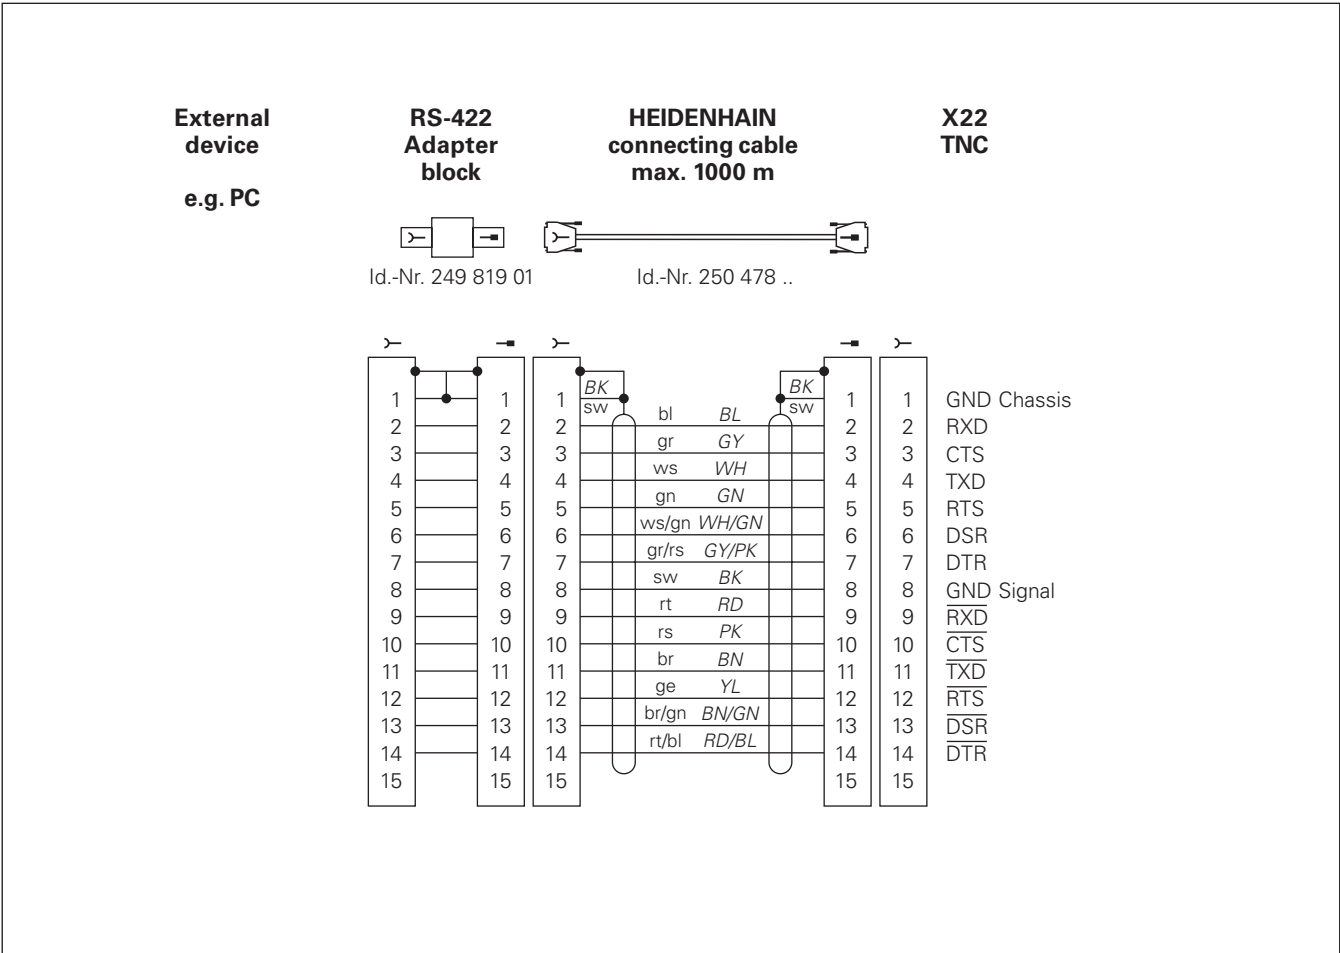 External
device
e.g. PC
RS-422
Adapter
block
HEIDENHAIN
connecting cable
max. 1000 m
X22
TNC
Id.-Nr. 249 819 01
Id.-Nr. 250 478 ..
BK BK
1 1 1 sw sw 1 1 GND Chassis
bl BL
2 2 2 2 2 RXD
gr GY
3 3 3 3 3 CTS
ws WH
4 4 4 4 4 TXD
gn GN
5 5 5 5 5 RTS
ws/gn WH/GN
6 6 6 6 6 DSR
gr/rs GY/PK
7 7 7 7 7 DTR
sw BK
8 8 8 8 8 GND Signal
rt RD
9 9 9 9 9 R̅X̅D̅
rs PK
10 10 10 10 10 C̅T̅S̅
br BN
11 11 11 11 11 T̅X̅D̅
ge YL
12 12 12 12 12 R̅T̅S̅
br/gn BN/GN
13 13 13 13 13 D̅S̅R̅
rt/bl RD/BL
14 14 14 14 14 D̅T̅R̅
15 15 15 15 15